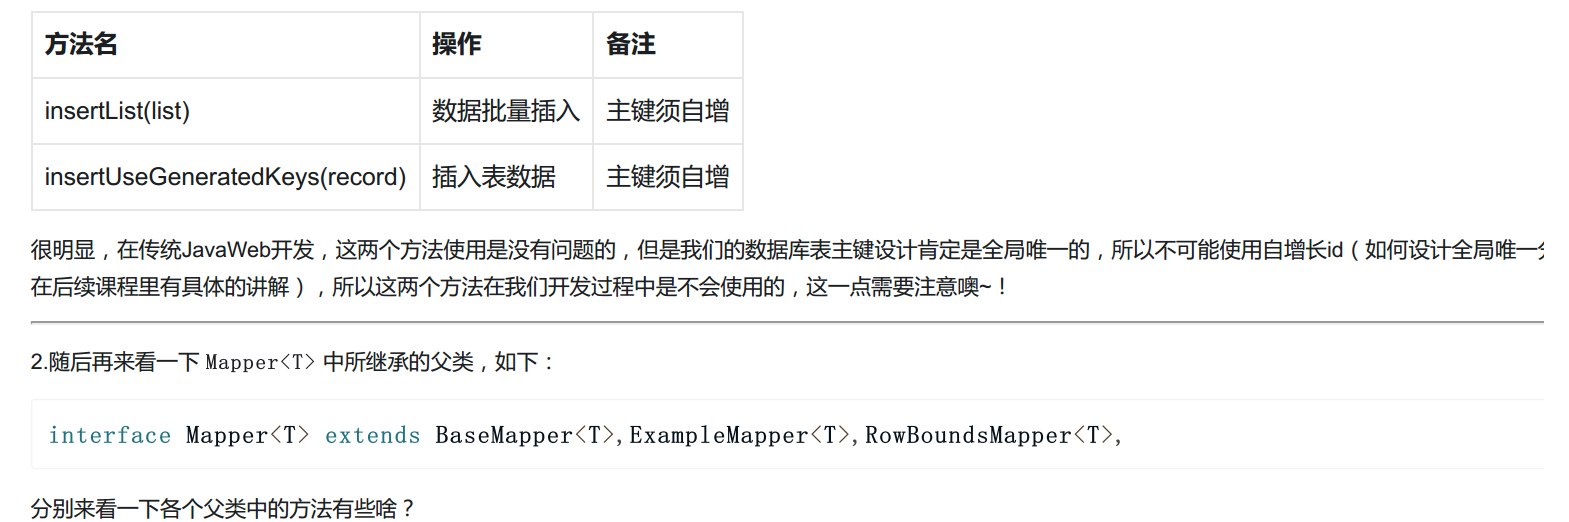 方法名 操作 备注
insertList(list) 数据批量插入 主键须自增
insertUseGeneratedKeys(record) 插入表数据 主键须自增
很明显，在传统JavaWeb开发，这两个方法使用是没有问题的，但是我们的数据库表主键设计肯定是全局唯一的，所以不可能使用自增长id（如何设计全局唯一
在后续课程里有具体的讲解），所以这两个方法在我们开发过程中是不会使用的，这一点需要注意噢~！
2.随后再来看一下 Mapper<T> 中所继承的父类，如下：
interface Mapper<T> extends BaseMapper<T>,ExampleMapper<T>,RowBoundsMapper<T>,
分别来看一下各个父类中的方法有些啥？